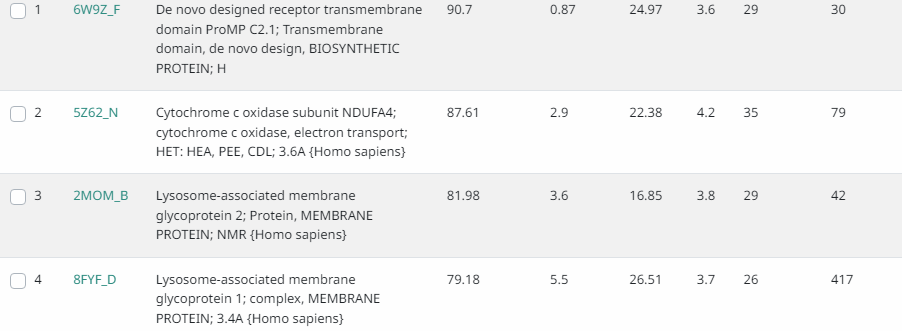 1 6W9Z_F De novo designed receptor transmembrane 90.7 0.87 24.97 3.6 29 30
domain ProMP C2.1; Transmembrane
domain, de novo design, BIOSYNTHETIC
PROTEIN; H
2 5Z62_N Cytochrome c oxidase subunit NDUFA4; 87.61 2.9 22.38 4.2 35 79
cytochrome c oxidase, electron transport;
HET: HEA, PEE, CDL; 3.6A {Homo sapiens}
3 2MOM_B Lysosome-associated membrane 81.98 3.6 16.85 3.8 29 42
glycoprotein 2; Protein, MEMBRANE
PROTEIN; NMR {Homo sapiens}
4 8FYF_D Lysosome-associated membrane 79.18 5.5 26.51 3.7 26 417
glycoprotein 1; complex, MEMBRANE
PROTEIN; 3.4A {Homo sapiens}